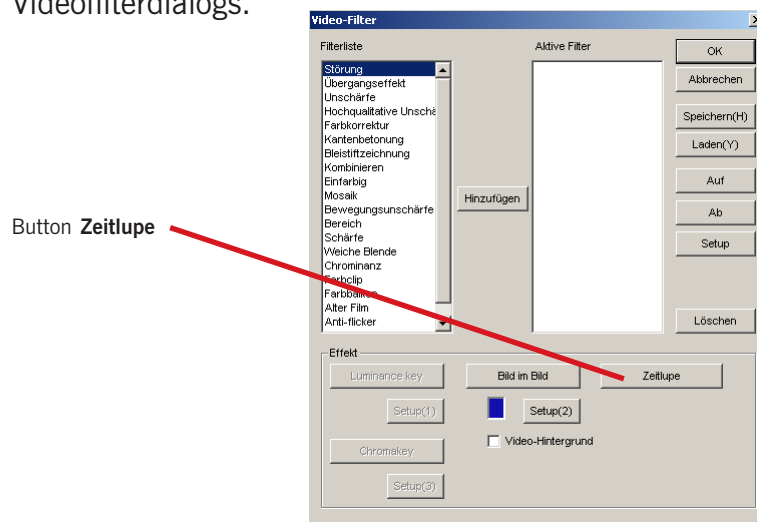 Videofilterdialogs.
Video-Filter
Filterliste
Aktive Filter
Störung
Übergangseffekt
Unschärfe
Hochqualitative Unschä
Farbkorrektur
Kantenbetonung
Bleistiftzeichnung
Kombinieren
Einfarbig
Mosaik
Bewegungsunschärfe
Bereich
Schärfe
Weiche Blende
Chrominanz
Farbclip
Farbbalken
Alter Film
Anti-flicker
Hinzufügen
OK
Abbrechen
Speichern(H)
Laden(Y)
Auf
Ab
Setup
Löschen
Button Zeitlupe
Effekt
Luminance key
Bild im Bild
Zeitlupe
Setup(1)
Setup(2)
Video-Hintergrund
Chromakey
Setup(3)